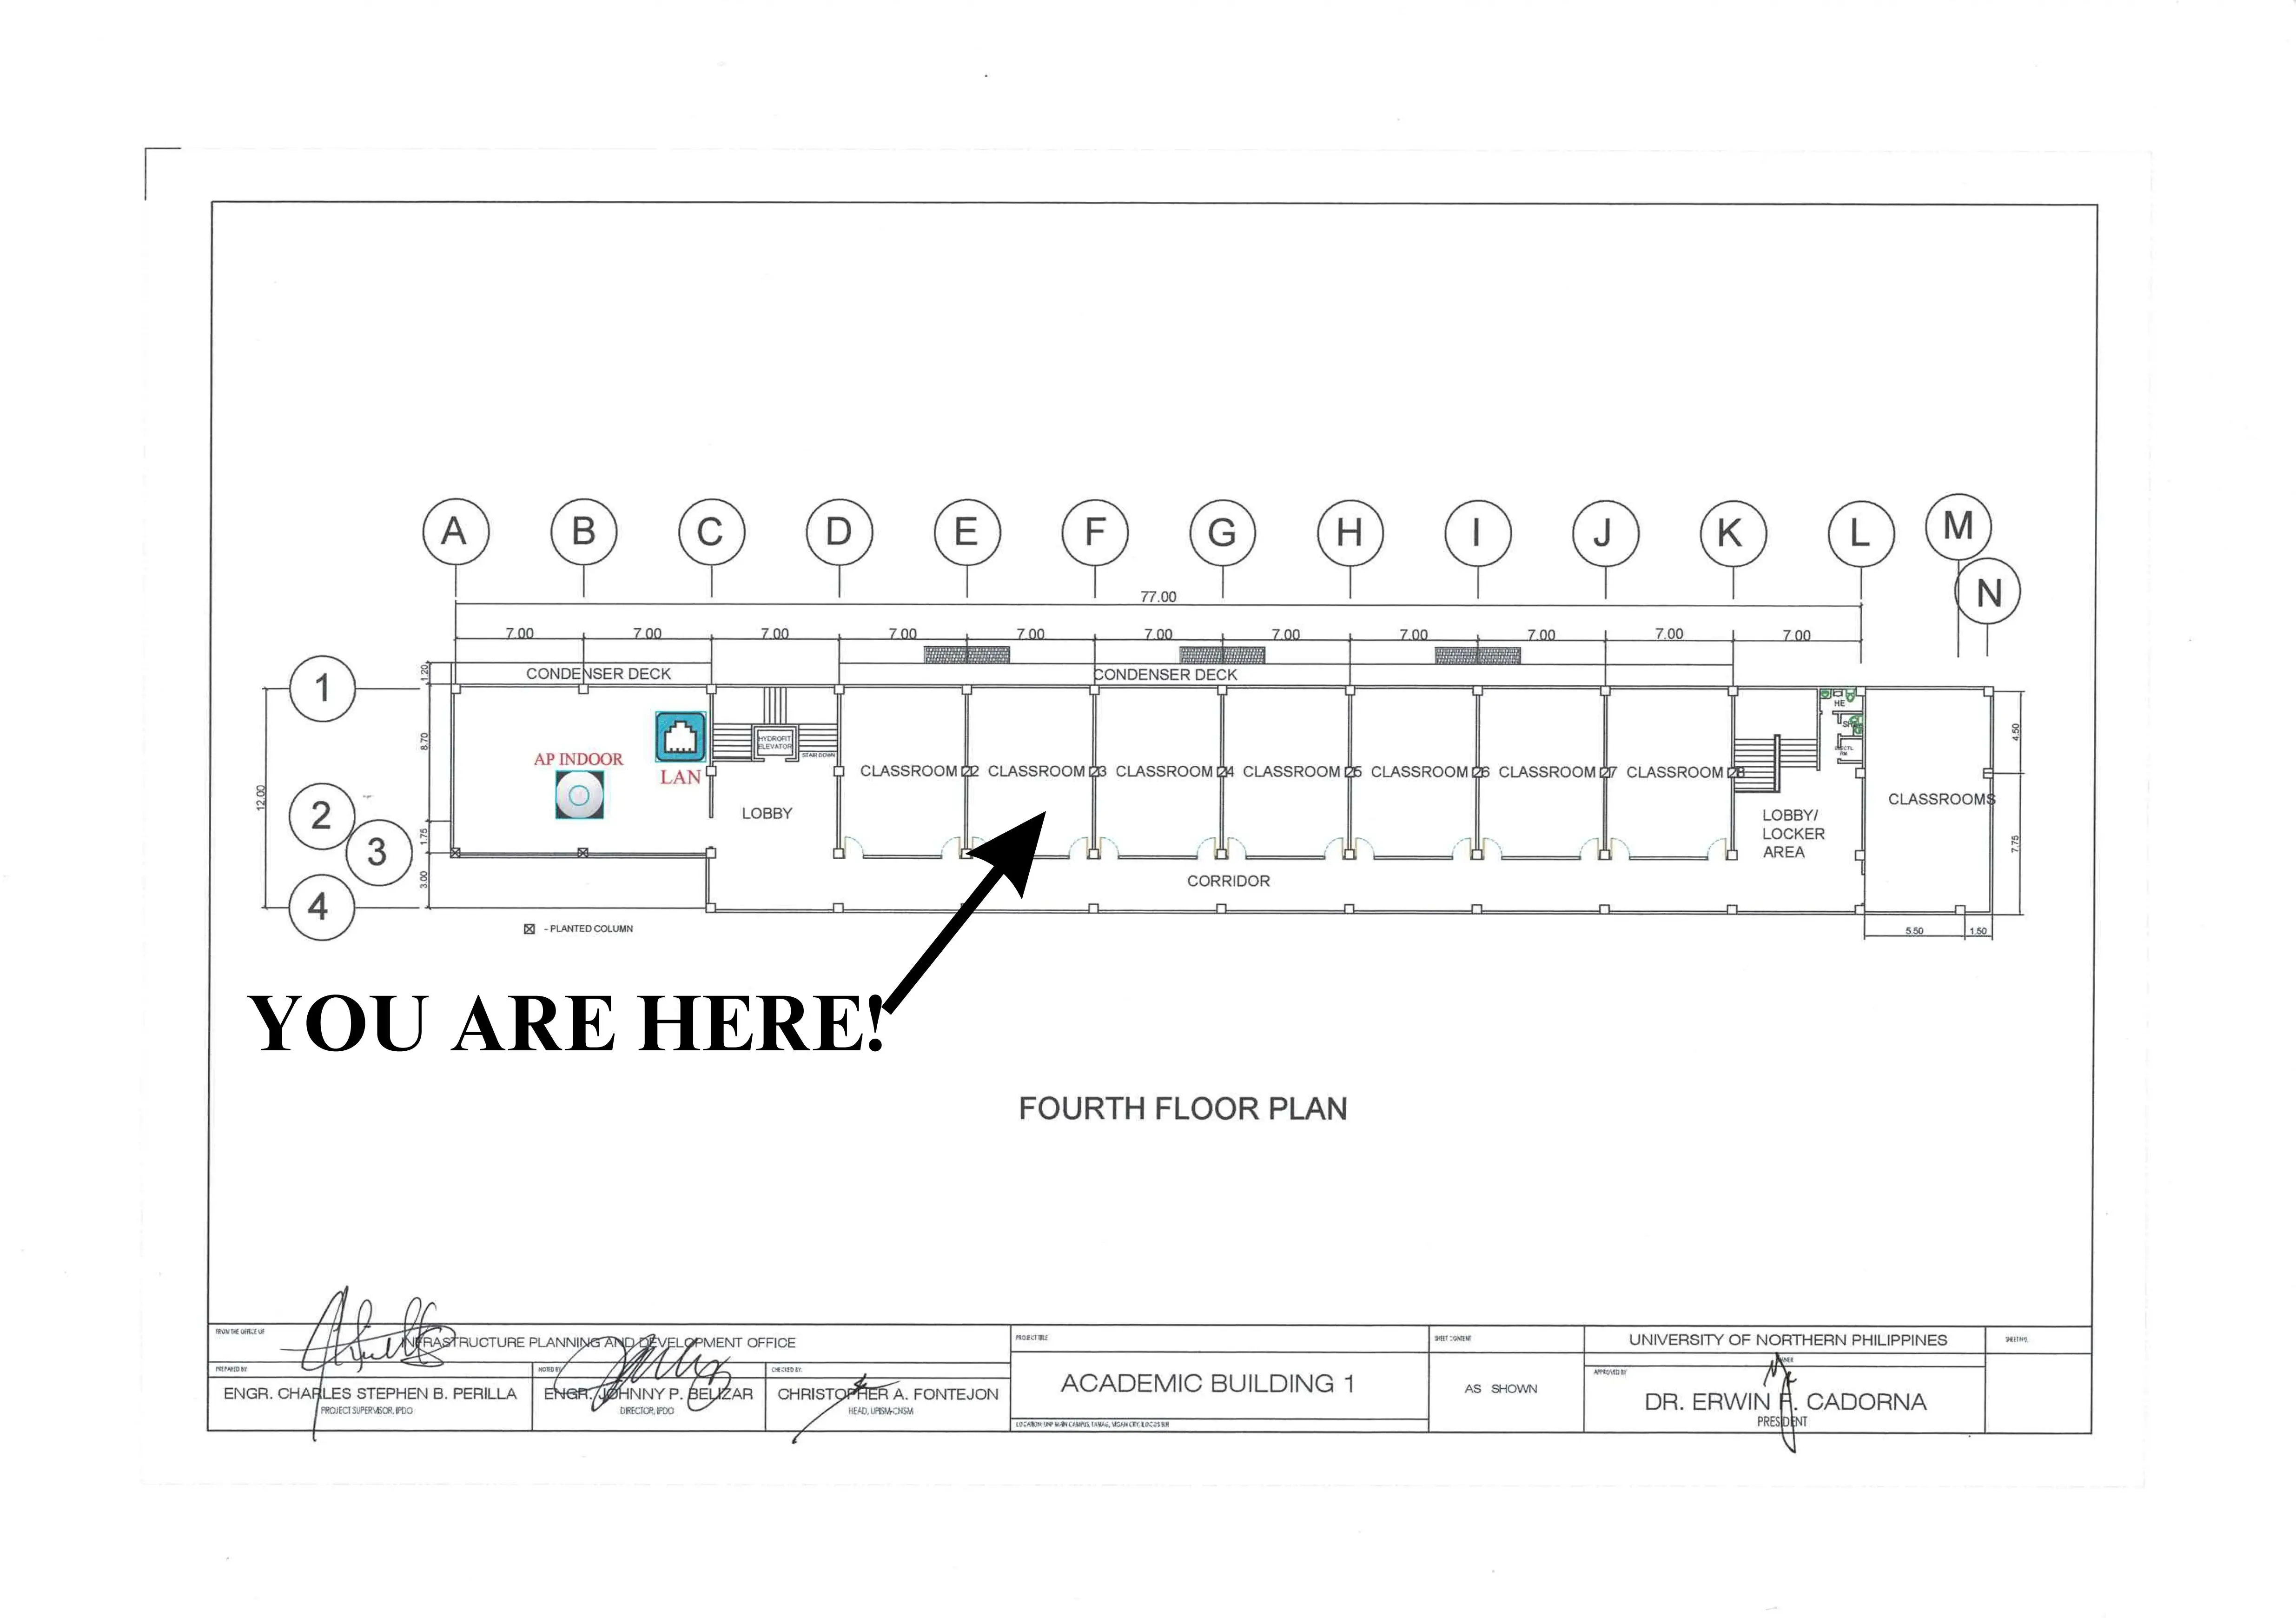 A B C D E F G H I J K L M N
77.00
7.00 7.00 7.00 7.00 7.00 7.00 7.00 7.00 7.00 7.00 7.00
CONDENSER DECK
CONDENSER DECK
1
2
3
4
1.20
8.70
1.75
3.00
12.00
AP INDOOR
LAN
HYDROFIT
ELEVATOR
STAIR DOWN
LOBBY
CLASSROOM 22 CLASSROOM 23 CLASSROOM 24 CLASSROOM 25 CLASSROOM 26 CLASSROOM 27 CLASSROOM 28
HE
LOBBY/
LOCKER
AREA
CLASSROOMS
4.50
7.75
CORRIDOR
5.50 1.50
- PLANTED COLUMN
YOU ARE HERE!
FOURTH FLOOR PLAN
FROM THE OFFICE OF
INFRASTRUCTURE PLANNING AND DEVELOPMENT OFFICE
PREPARED BY:
ENGR. CHARLES STEPHEN B. PERILLA
PROJECT SUPERVISOR, IPDO
NOTED BY:
ENGR. JOHNNY P. BELIZAR
DIRECTOR, IPDO
CHECKED BY:
CHRISTOPHER A. FONTEJON
HEAD, UPISM-CNSM
PROJECT TITLE
ACADEMIC BUILDING 1
LOCATION: UNP MAIN CAMPUS, TAMAG, VIGAN CITY, ILOCOS SUR
SHEET CONTENT
AS SHOWN
UNIVERSITY OF NORTHERN PHILIPPINES
OWNER
APPROVED BY
DR. ERWIN F. CADORNA
PRESIDENT
SHEET NO.